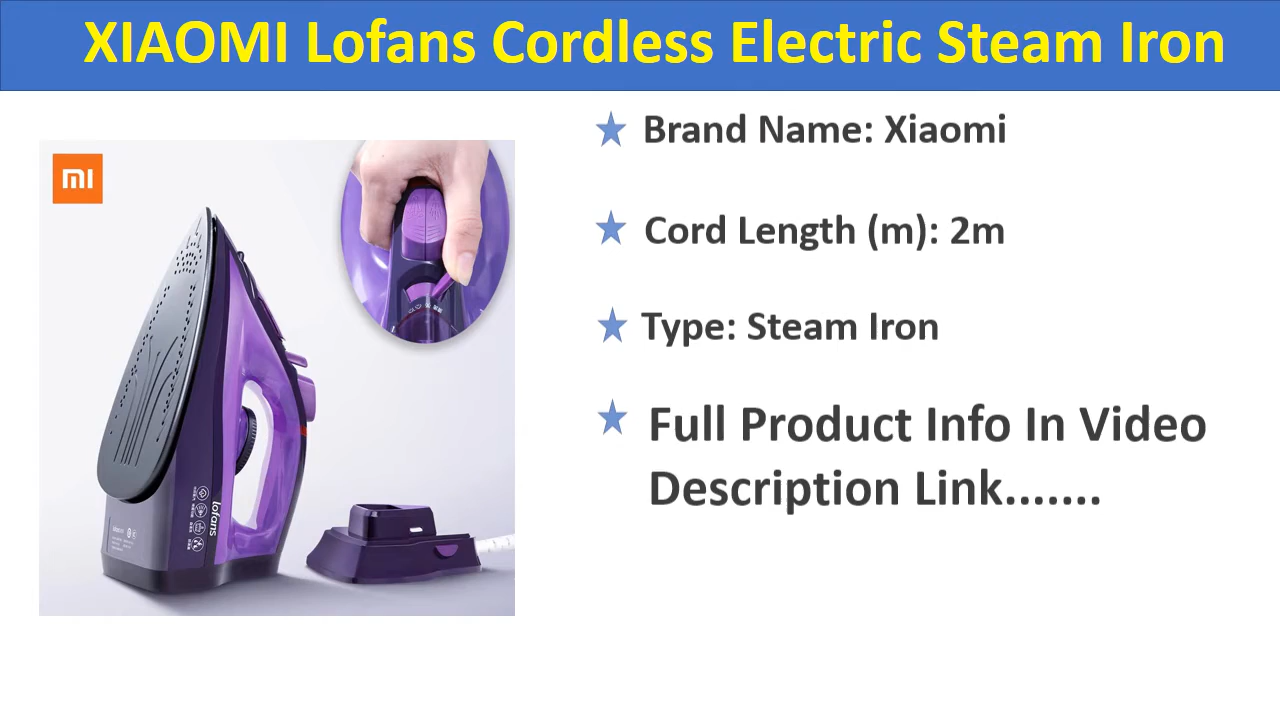 XIAOMI Lofans Cordless Electric Steam Iron
mi
Brand Name: Xiaomi
Cord Length (m): 2m
Type: Steam Iron
Full Product Info In Video
Description Link.......
lofans